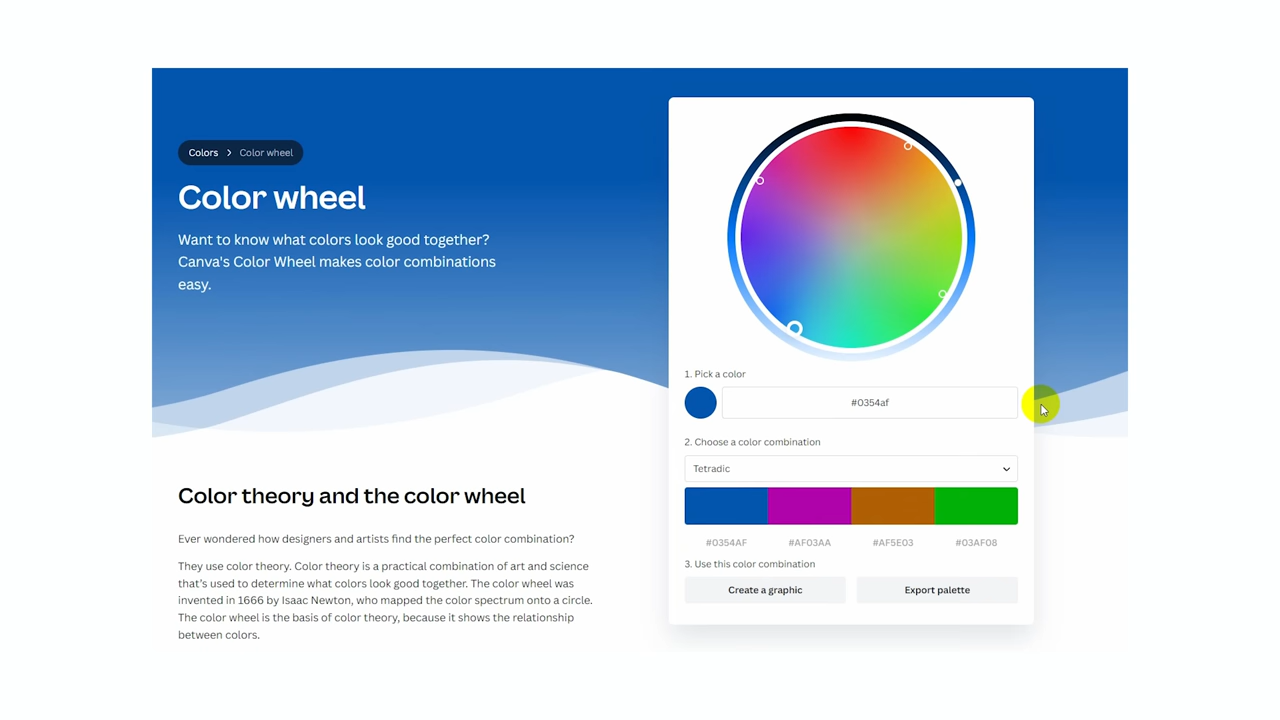 Colors > Color wheel
Color wheel
Want to know what colors look good together?
Canva's Color Wheel makes color combinations
easy.
Color theory and the color wheel
Ever wondered how designers and artists find the perfect color combination?
They use color theory. Color theory is a practical combination of art and science
that's used to determine what colors look good together. The color wheel was
invented in 1666 by Isaac Newton, who mapped the color spectrum onto a circle.
The color wheel is the basis of color theory, because it shows the relationship
between colors.
1. Pick a color
#0354af
2. Choose a color combination
Tetradic
#0354AF #AF03AA #AF5E03 #03AF08
3. Use this color combination
Create a graphic Export palette